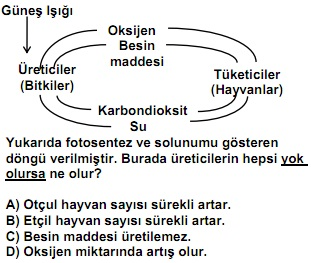 Güneş Işığı
Oksijen
Besin
maddesi
Üreticiler
(Bitkiler)
Tüketiciler
(Hayvanlar)
Karbondioksit
Su
Yukarıda fotosentez ve solunumu gösteren
döngü verilmiştir. Burada üreticilerin hepsi yok
olursa ne olur?
A) Otçul hayvan sayısı sürekli artar.
B) Etçil hayvan sayısı sürekli artar.
C) Besin maddesi üretilemez.
D) Oksijen miktarında artış olur.